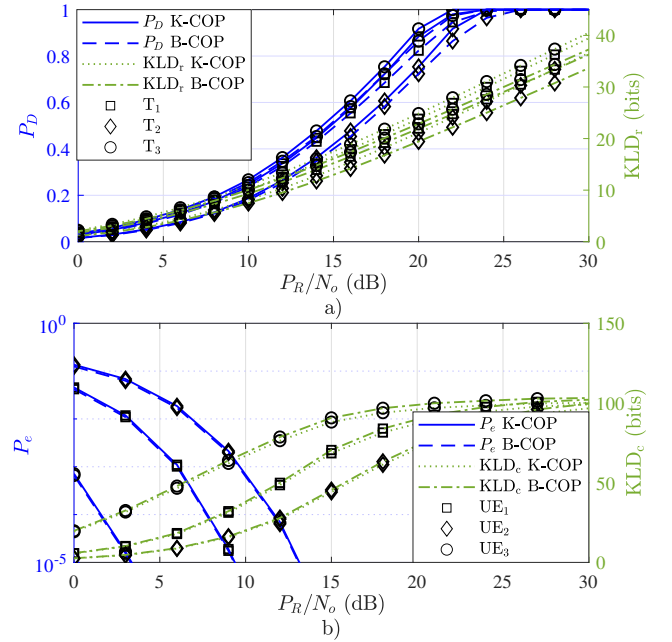 1
0.8
0.6
0.4
0.2
0
P_D
P_D K-COP
P_D B-COP
KLD_r K-COP
KLD_r B-COP
T_1
T_2
T_3
40
30
20
10
0
KLD_r (bits)
0 5 10 15 20 25 30
P_R/N_o (dB)
a)
10^0
10^-5
P_e
150
100
50
0
KLD_c (bits)
P_e K-COP
P_e B-COP
KLD_c K-COP
KLD_c B-COP
UE_1
UE_2
UE_3
0 5 10 15 20 25 30
P_R/N_o (dB)
b)